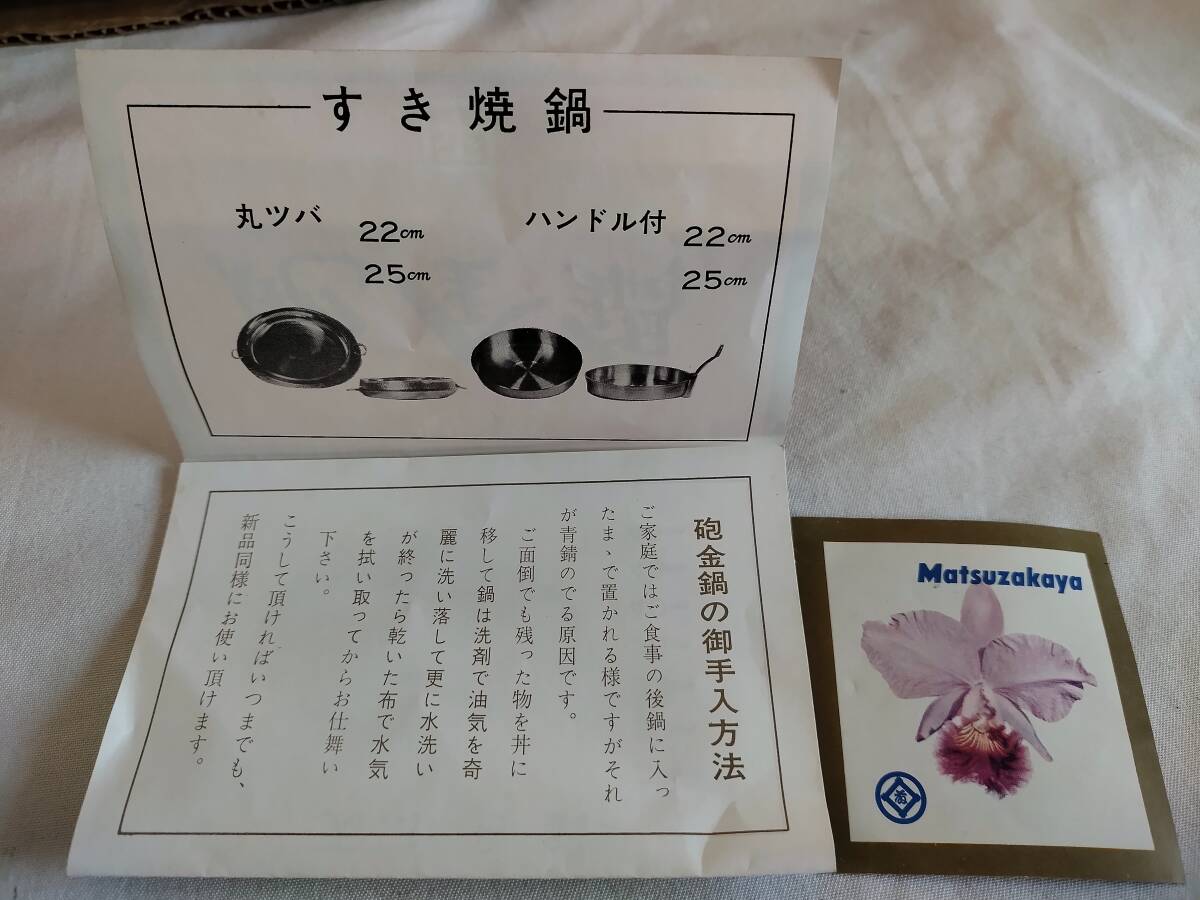 すき焼鍋
丸ツバ
22cm
25cm
ハンドル付
22cm
25cm
砲金鍋の御手入方法
ご家庭ではご食事の後鍋に入っ
たまゝで置かれる様ですがそれ
が青錆のでる原因です。
ご面倒でも残った物を丼に
移して鍋は洗剤で油気を奇
麗に洗い落して更に水洗い
が終ったら乾いた布で水気
を拭い取ってからお仕舞い
下さい。
こうして頂ければいつまでも、
新品同様にお使い頂けます。
Matsuzakaya